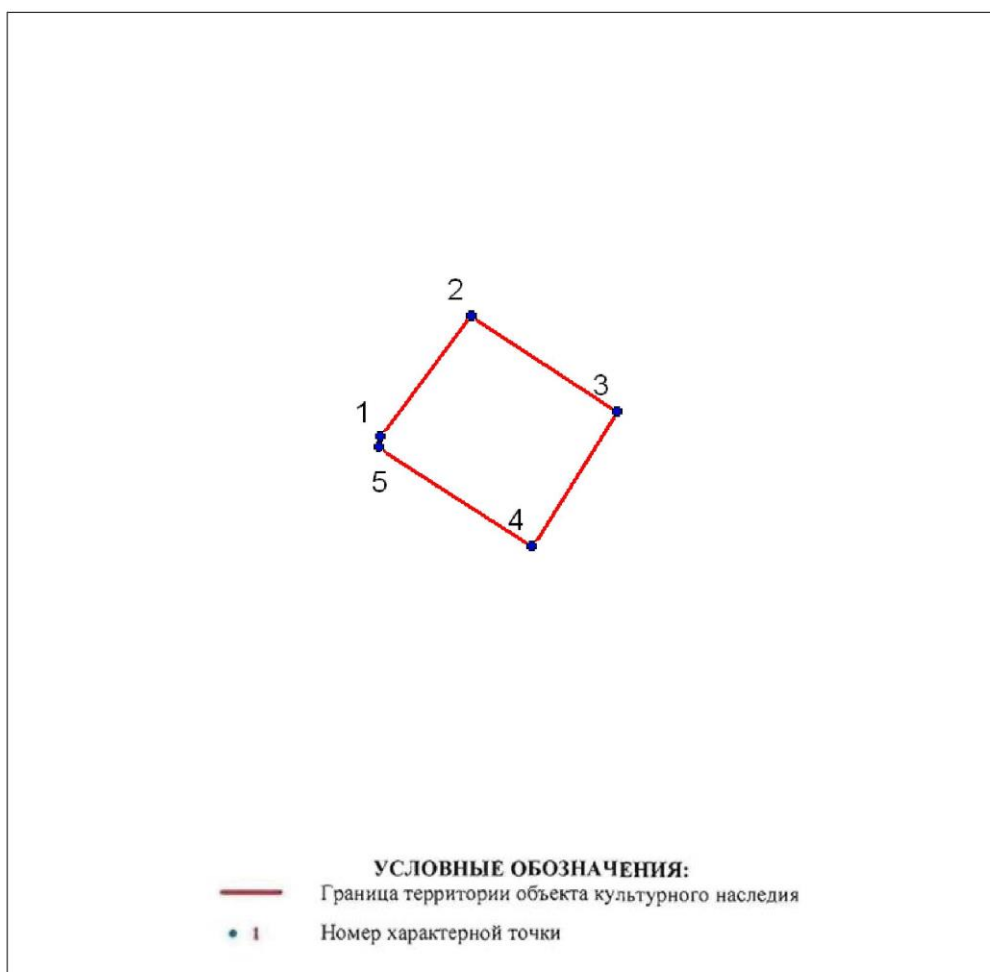 2
3
1
5
4
УСЛОВНЫЕ ОБОЗНАЧЕНИЯ:
Граница территории объекта культурного наследия
1 Номер характерной точки